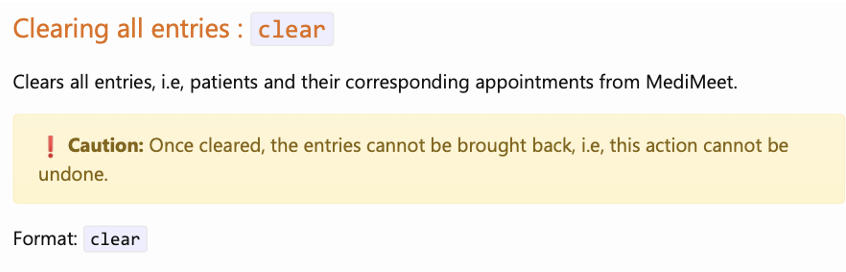 Clearing all entries : clear
Clears all entries, i.e, patients and their corresponding appointments from MediMeet.
❗ Caution: Once cleared, the entries cannot be brought back, i.e, this action cannot be
undone.
Format: clear